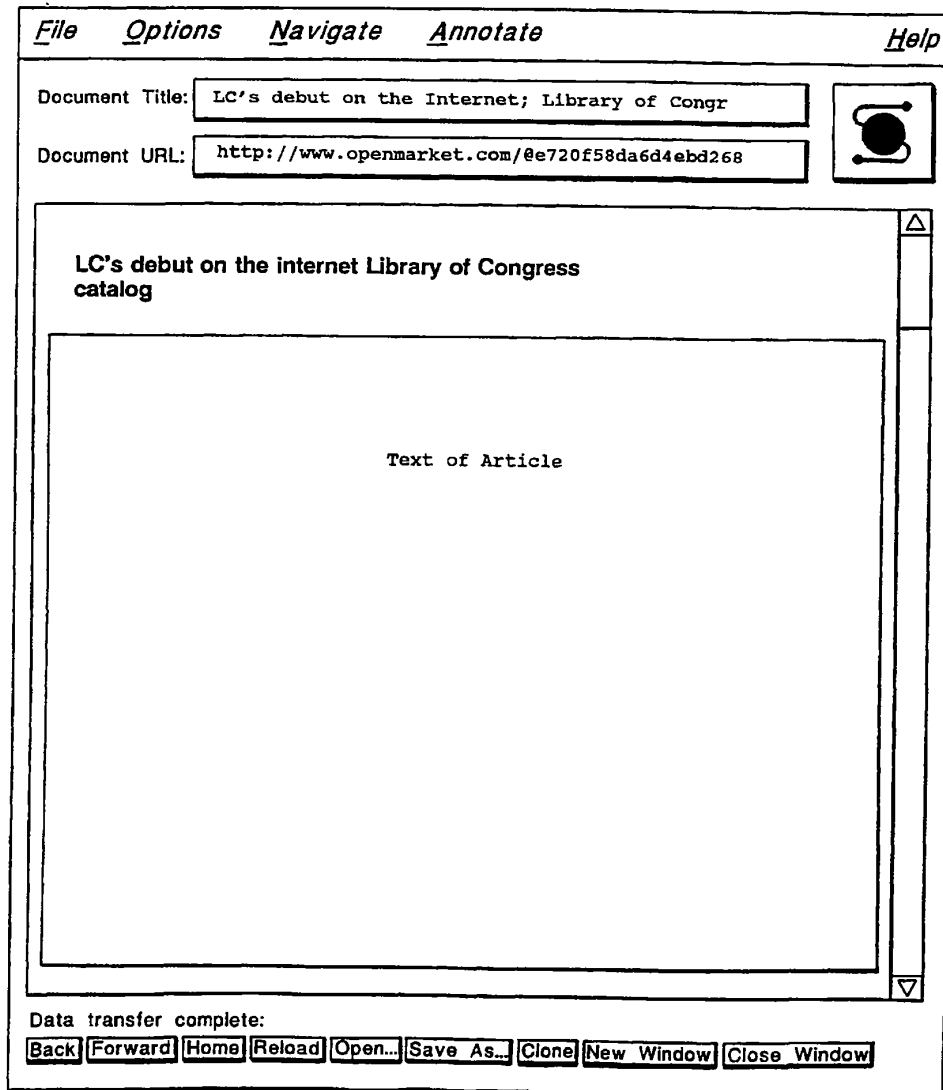 File Options Navigate Annotate Help
Document Title: LC's debut on the Internet; Library of Congr
Document URL: http://www.openmarket.com/@e720f58da6d4ebd268
LC's debut on the internet Library of Congress
catalog
Text of Article
Data transfer complete:
Back Forward Home Reload Open... Save As... Clone New Window Close Window